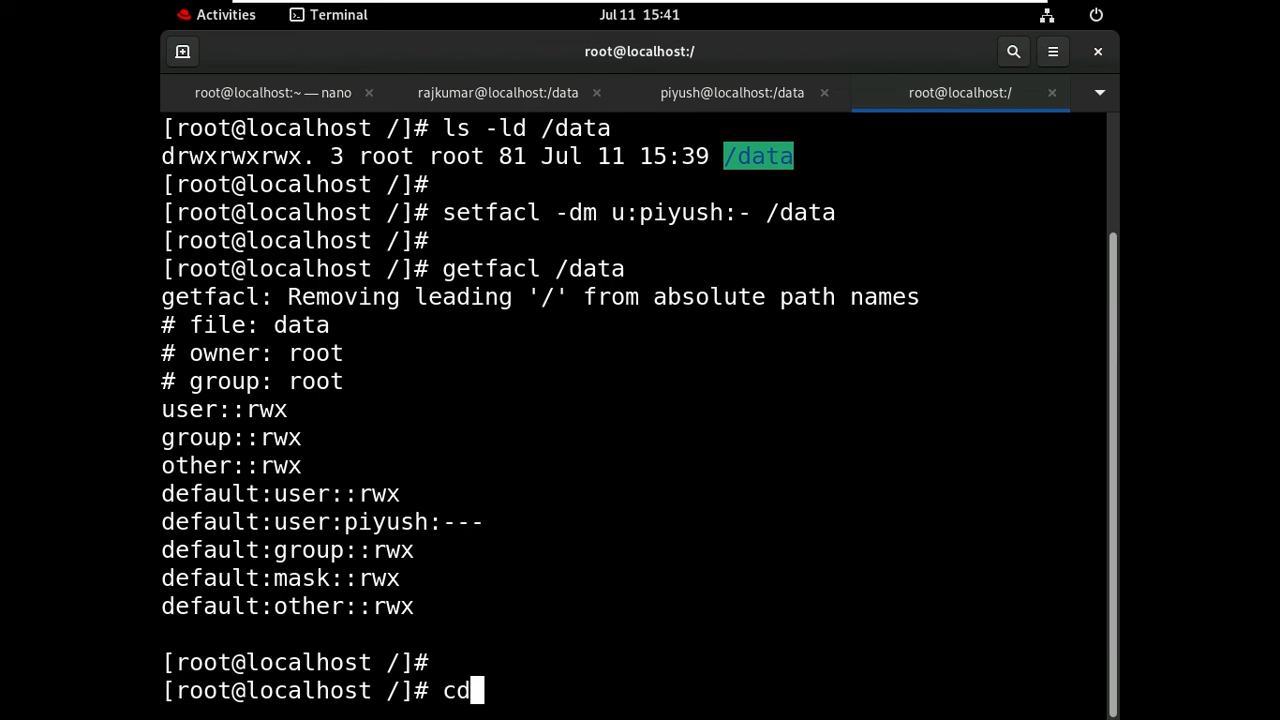 Activities Terminal Jul 11 15:41
root@localhost:/
root@localhost:~ — nano rajkumar@localhost:/data piyush@localhost:/data root@localhost:/
[root@localhost /]# ls -ld /data
drwxrwxrwx. 3 root root 81 Jul 11 15:39 /data
[root@localhost /]#
[root@localhost /]# setfacl -dm u:piyush:- /data
[root@localhost /]#
[root@localhost /]# getfacl /data
getfacl: Removing leading '/' from absolute path names
# file: data
# owner: root
# group: root
user::rwx
group::rwx
other::rwx
default:user::rwx
default:user:piyush:---
default:group::rwx
default:mask::rwx
default:other::rwx
[root@localhost /]#
[root@localhost /]# cd